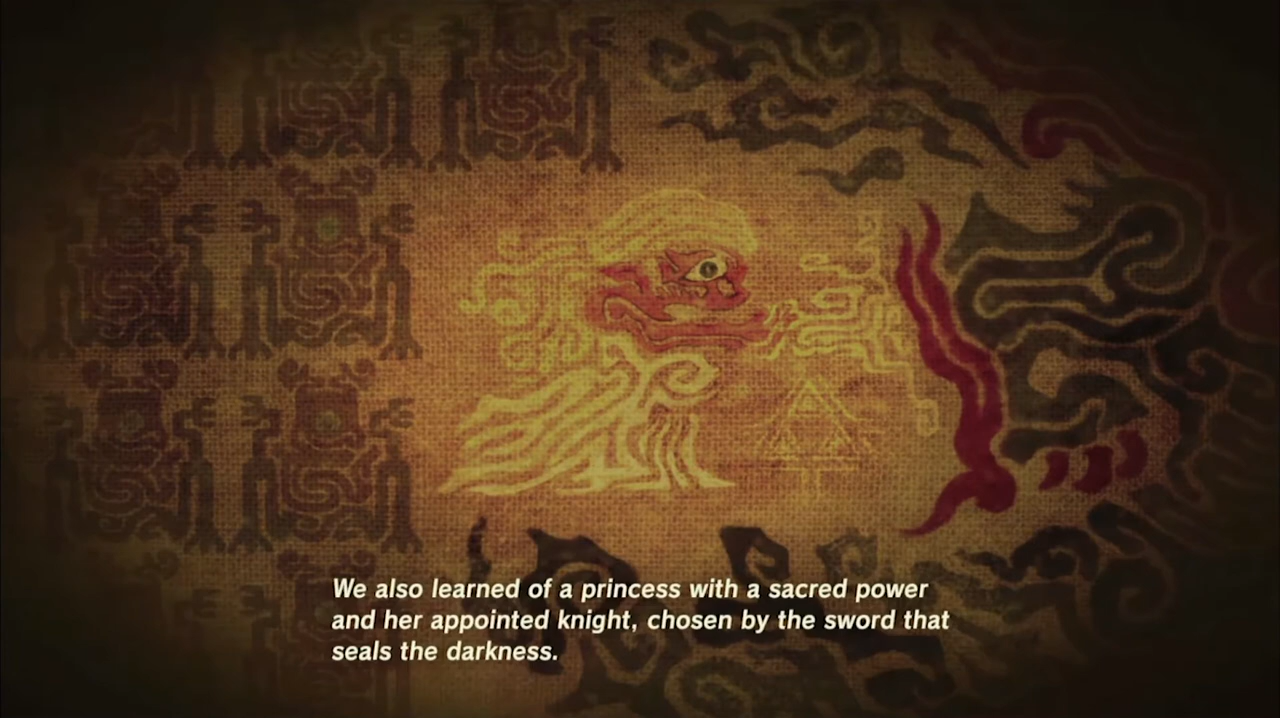 We also learned of a princess with a sacred power
and her appointed knight, chosen by the sword that
seals the darkness.